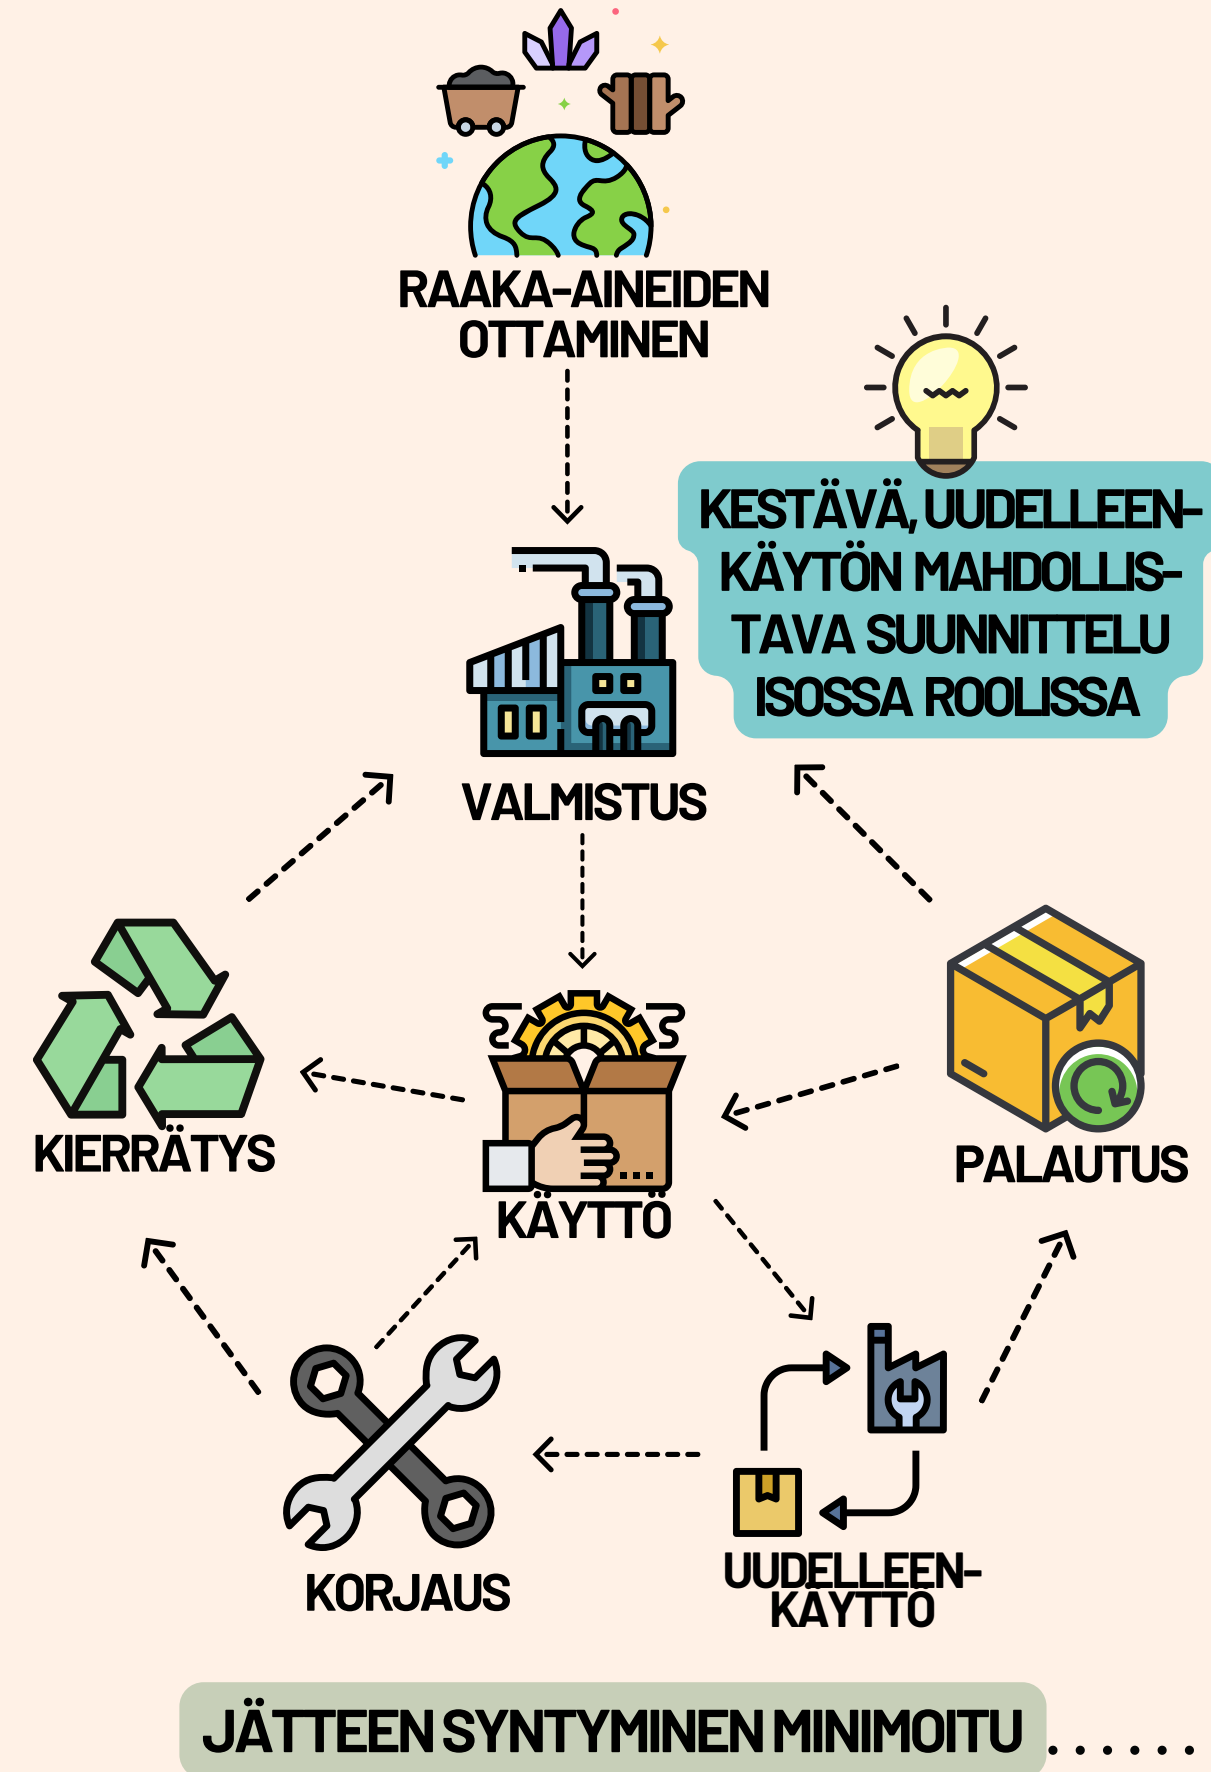 RAAKA-AINEIDEN
OTTAMINEN
KESTÄVÄ, UUDELLEEN-
KÄYTÖN MAHDOLLIS-
TAVA SUUNNITTELU
ISOSSA ROOLISSA
VALMISTUS
KIERRÄTYS
KÄYTTÖ
PALAUTUS
KORJAUS
UUDELLEEN-
KÄYTTÖ
JÄTTEEN SYNTYMINEN MINIMOITU